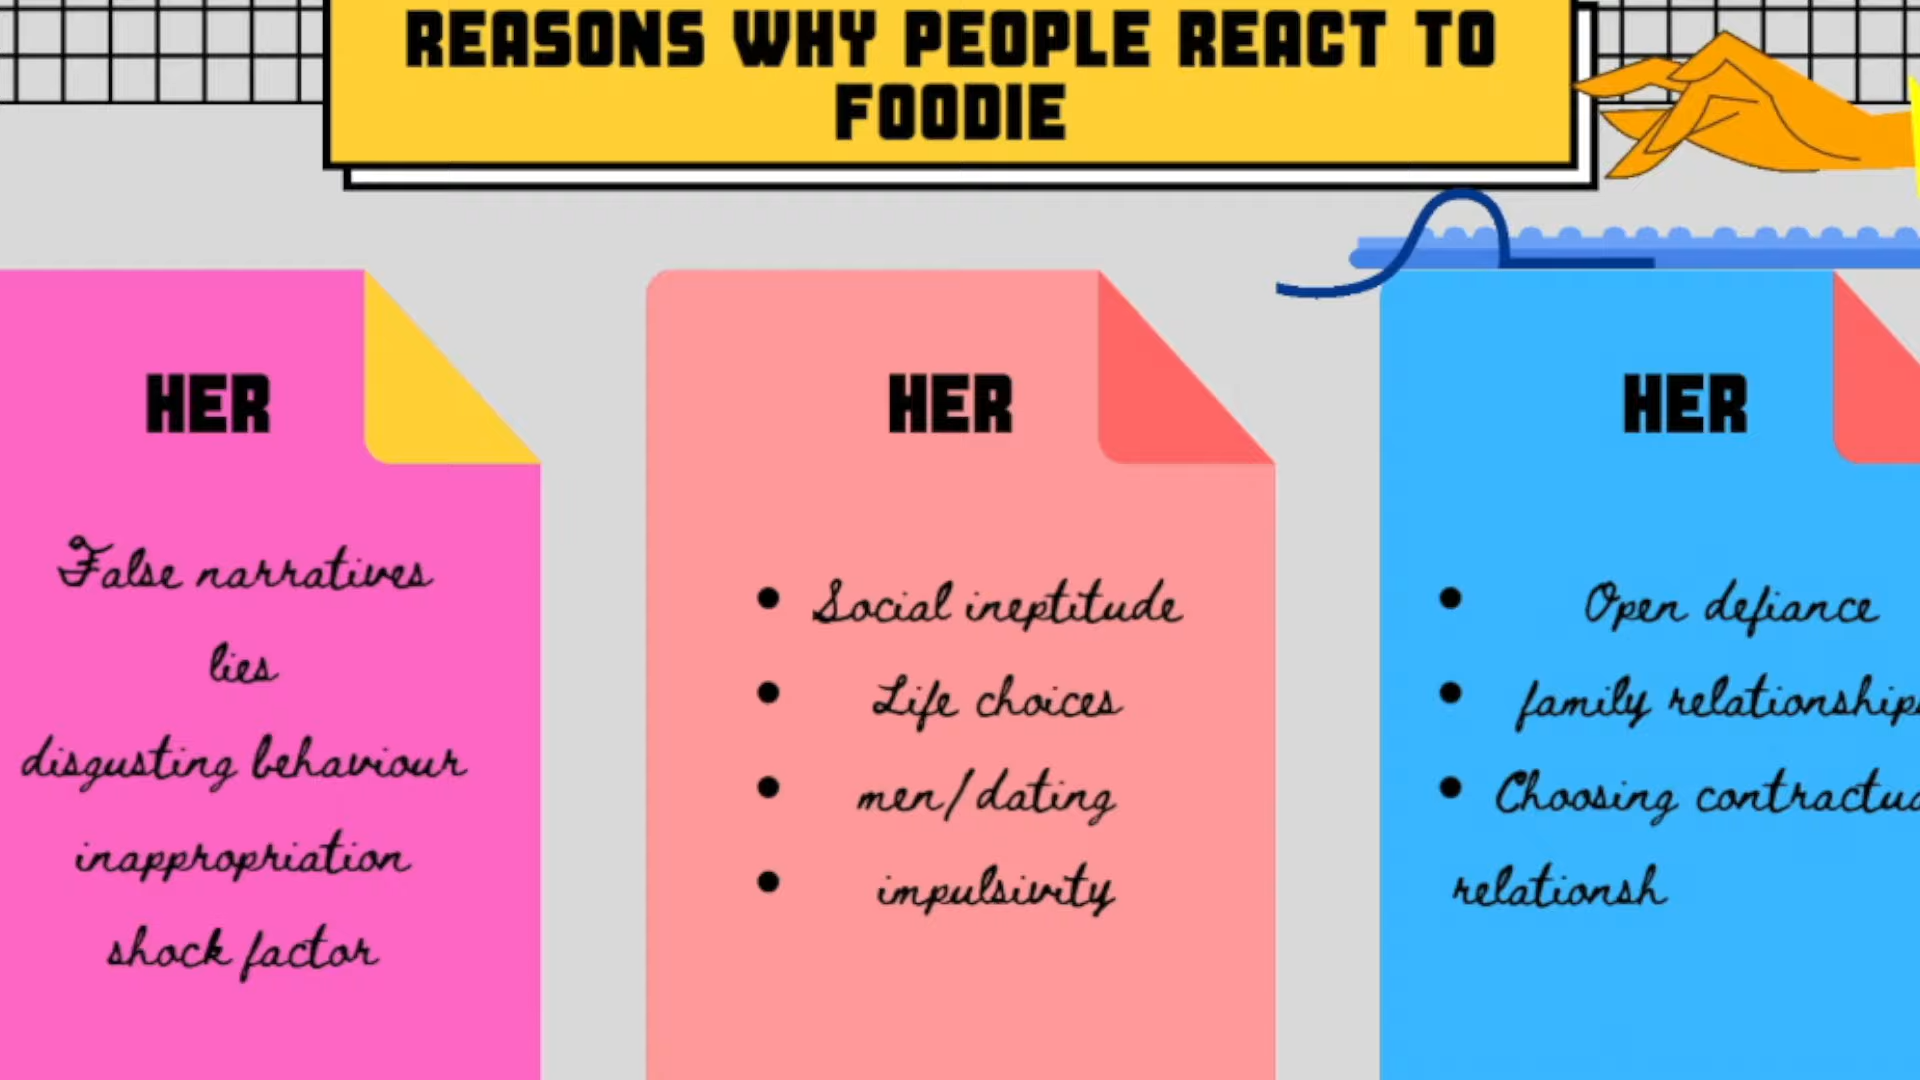 REASONS WHY PEOPLE REACT TO
FOODIE
HER
False narratives
lies
disgusting behaviour
inappropriation
shock factor
HER
• Social ineptitude
• Life choices
• men/dating
• impulsivity
HER
• Open defiance
• family relationship
• Choosing contractu
relationsh